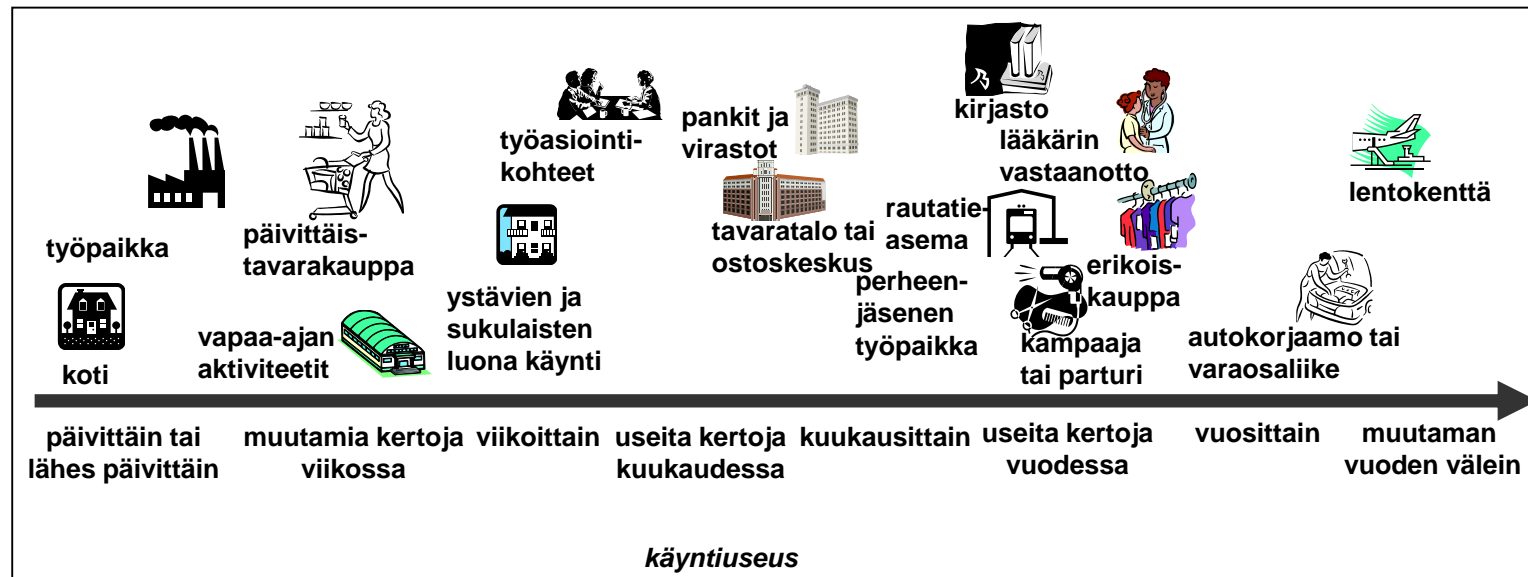 kirjasto
lääkärin
vastaanotto
pankit ja
virastot
työasiointi-
kohteet
lentokenttä
rautatie-
asema
työpaikka
päivittäis-
tavarakauppa
tavaratalo tai
ostoskeskus
erikois-
kauppa
perheen-
jäsenen
työpaikka
ystävien ja
sukulaisten
luona käynti
vapaa-ajan
aktiviteetit
kampaaja
tai parturi
autokorjaamo tai
varaosaliike
koti
päivittäin tai
lähes päivittäin
muutamia kertoja
viikossa
viikoittain
useita kertoja
kuukaudessa
kuukausittain
useita kertoja
vuodessa
vuosittain
muutaman
vuoden välein
käyntiuseus